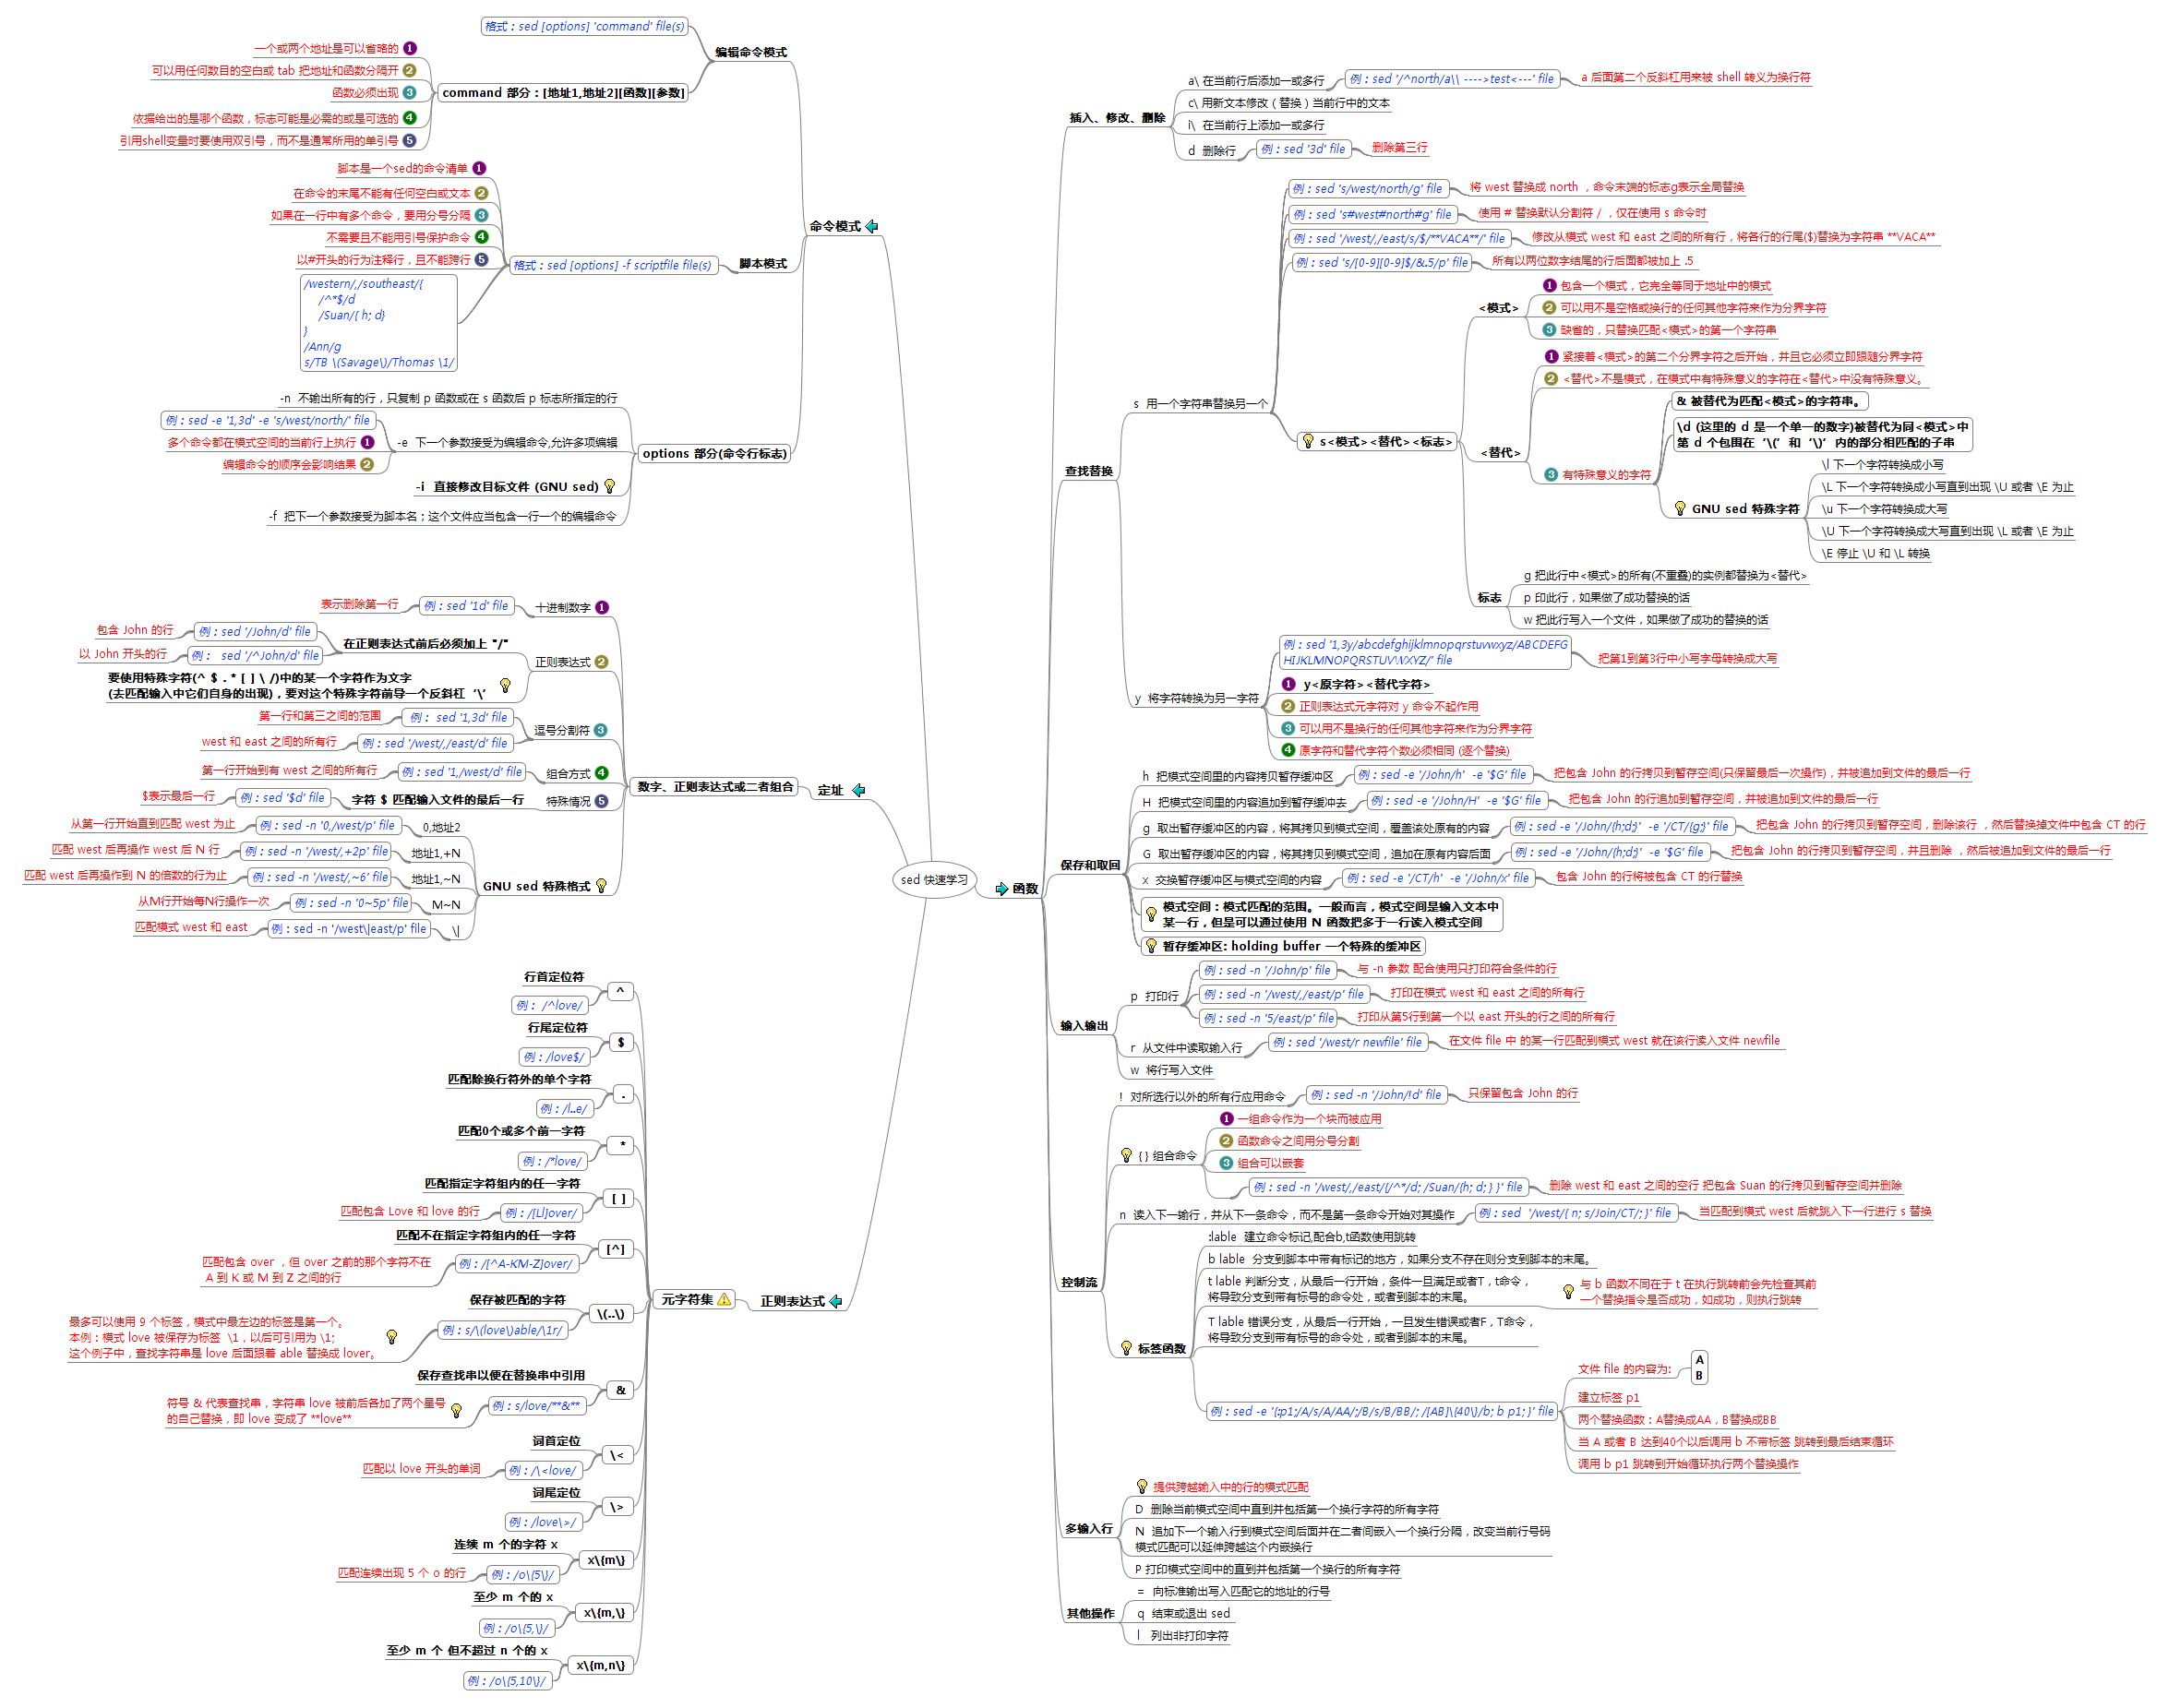 sed 快速学习
命令模式
编辑命令模式
格式：sed [options] 'command' file(s)
command 部分：[地址1,地址2][函数][参数]
1 一个或两个地址是可以省略的
2 可以用任何数目的空白或 tab 把地址和函数分隔开
3 函数必须出现
4 依据给出的是哪个函数，标志可能是必需的或是可选的
5 引用shell变量时要使用双引号，而不是通常所用的单引号
脚本模式
格式：sed [options] -f scriptfile file(s)
1 脚本是一个sed的命令清单
2 在命令的末尾不能有任何空白或文本
3 如果在一行中有多个命令，要用分号分隔
4 不需要且不能用引号保护命令
5 以#开头的行为注释行，且不能跨行
/western/,/southeast/{
/^*$/d
/Suan/{ h; d}
}
/Ann/g
s/TB \(Savage\)/Thomas \1/
options 部分(命令行标志)
-n 不输出所有的行，只复制 p 函数或在 s 函数后 p 标志所指定的行
-e 下一个参数接受为编辑命令,允许多项编辑
例：sed -e '1,3d' -e 's/west/north/' file
1 多个命令都在模式空间的当前行上执行
2 编辑命令的顺序会影响结果
-i 直接修改目标文件 (GNU sed)
-f 把下一个参数接受为脚本名；这个文件应当包含一行一个的编辑命令
定址
数字、正则表达式或二者组合
1 十进制数字
例：sed '1d' file
表示删除第一行
2 正则表达式
在正则表达式前后必须加上 "/"
例：sed '/John/d' file
包含 John 的行
例： sed '/^John/d' file
以 John 开头的行
要使用特殊字符(^ $ . * [ ] \ /)中的某一个字符作为文字
(去匹配输入中它们自身的出现)，要对这个特殊字符前导一个反斜杠‘\’
3 逗号分割符
例： sed '1,3d' file
第一行和第三之间的范围
例：sed '/west/,/east/d' file
west 和 east 之间的所有行
4 组合方式
例：sed '1,/west/d' file
第一行开始到有 west 之间的所有行
5 特殊情况
字符 $ 匹配输入文件的最后一行
例：sed '$d' file
$表示最后一行
GNU sed 特殊格式
0,地址2
例：sed -n '0,/west/p' file
从第一行开始直到匹配 west 为止
地址1,+N
例：sed -n '/west/,+2p' file
匹配 west 后再操作 west 后 N 行
地址1,~N
例：sed -n '/west/,~6' file
匹配 west 后再操作到 N 的倍数的行为止
M~N
例：sed -n '0~5p' file
从M行开始每N行操作一次
\|
例：sed -n '/west\|east/p' file
匹配模式 west 和 east
正则表达式
元字符集
^
行首定位符
例： /^love/
$
行尾定位符
例：/love$/
.
匹配除换行符外的单个字符
例：/l..e/
*
匹配0个或多个前一字符
例：/*love/
[ ]
匹配指定字符组内的任一字符
例：/[Ll]over/
匹配包含 Love 和 love 的行
[^]
匹配不在指定字符组内的任一字符
例：/[^A-KM-Z]over/
匹配包含 over ，但 over 之前的那个字符不在
A 到 K 或 M 到 Z 之间的行
\(..\)
保存被匹配的字符
例：s/\(love\)able/\1r/
最多可以使用 9 个标签，模式中最左边的标签是第一个。
本例：模式 love 被保存为标签 \1，以后可引用为 \1;
这个例子中，查找字符串是 love 后面跟着 able 替换成 lover。
&
保存查找串以便在替换串中引用
例：s/love/**&**
符号 & 代表查找串，字符串 love 被前后各加了两个星号
的自己替换，即 love 变成了 **love**
\<
词首定位
例：/\<love/
匹配以 love 开头的单词
\>
词尾定位
例：/love\>/
x\{m\}
连续 m 个的字符 x
例：/o\{5\}/
匹配连续出现 5 个 o 的行
x\{m,\}
至少 m 个的 x
例：/o\{5,\}/
x\{m,n\}
至少 m 个 但不超过 n 个的 x
例：/o\{5,10\}/
函数
插入、修改、删除
a\ 在当前行后添加一或多行
例：sed '/^north/a\\ ---->test<---' file
a 后面第二个反斜杠用来被 shell 转义为换行符
c\ 用新文本修改（替换）当前行中的文本
i\ 在当前行上添加一或多行
d 删除行
例：sed '3d' file
删除第三行
查找替换
s 用一个字符串替换另一个
例：sed 's/west/north/g' file
将 west 替换成 north ，命令末端的标志g表示全局替换
例：sed 's#west#north#g' file
使用 # 替换默认分割符 / ，仅在使用 s 命令时
例：sed '/west/,/east/s/$/**VACA**/' file
修改从模式 west 和 east 之间的所有行，将各行的行尾($)替换为字符串 **VACA**
例：sed 's/[0-9][0-9]$/&.5/p' file
所有以两位数字结尾的行后面都被加上 .5
s<模式><替代><标志>
<模式>
1 包含一个模式，它完全等同于地址中的模式
2 可以用不是空格或换行的任何其他字符来作为分界字符
3 缺省的，只替换匹配<模式>的第一个字符串
<替代>
1 紧接着<模式>的第二个分界字符之后开始，并且它必须立即跟随分界字符
2 <替代>不是模式，在模式中有特殊意义的字符在<替代>中没有特殊意义。
3 有特殊意义的字符
& 被替代为匹配<模式>的字符串。
\d (这里的 d 是一个单一的数字)被替代为同<模式>中
第 d 个包围在‘\(’和‘\)’内的部分相匹配的子串
GNU sed 特殊字符
\l 下一个字符转换成小写
\L 下一个字符转换成小写直到出现 \U 或者 \E 为止
\u 下一个字符转换成大写
\U 下一个字符转换成大写直到出现 \L 或者 \E 为止
\E 停止 \U 和 \L 转换
标志
g 把此行中<模式>的所有(不重叠)的实例都替换为<替代>
p 印此行，如果做了成功替换的话
w 把此行写入一个文件，如果做了成功的替换的话
y 将字符转换为另一字符
例：sed '1,3y/abcdefghijklmnopqrstuvwxyz/ABCDEFG
HIJKLMNOPQRSTUVWXYZ/' file
把第1到第3行中小写字母转换成大写
1 y<原字符><替代字符>
2 正则表达式元字符对 y 命令不起作用
3 可以用不是换行的任何其他字符来作为分界字符
4 原字符和替代字符个数必须相同 (逐个替换)
保存和取回
h 把模式空间里的内容拷贝暂存缓冲区
例：sed -e '/John/h' -e '$G' file
把包含 John 的行拷贝到暂存空间(只保留最后一次操作)，并被追加到文件的最后一行
H 把模式空间里的内容追加到暂存缓冲去
例：sed -e '/John/H' -e '$G' file
把包含 John 的行追加到暂存空间，并被追加到文件的最后一行
g 取出暂存缓冲区的内容，将其拷贝到模式空间，覆盖该处原有的内容
例：sed -e '/John/{h;d;}' -e '/CT/{g;}' file
把包含 John 的行拷贝到暂存空间，删除该行 ，然后替换掉文件中包含 CT 的行
G 取出暂存缓冲区的内容，将其拷贝到模式空间，追加在原有内容后面
例：sed -e '/John/{h;d;}' -e '$G' file
把包含 John 的行拷贝到暂存空间，并且删除 ，然后被追加到文件的最后一行
x 交换暂存缓冲区与模式空间的内容
例：sed -e '/CT/h' -e '/John/x' file
包含 John 的行将被包含 CT 的行替换
模式空间：模式匹配的范围。一般而言，模式空间是输入文本中
某一行，但是可以通过使用 N 函数把多于一行读入模式空间
暂存缓冲区: holding buffer 一个特殊的缓冲区
输入输出
p 打印行
例：sed -n '/John/p' file
与 -n 参数 配合使用只打印符合条件的行
例：sed -n '/west/,/east/p' file
打印在模式 west 和 east 之间的所有行
例：sed -n '5/east/p' file
打印从第5行到第一个以 east 开头的行之间的所有行
r 从文件中读取输入行
例：sed '/west/r newfile' file
在文件 file 中 的某一行匹配到模式 west 就在该行读入文件 newfile
w 将行写入文件
控制流
! 对所选行以外的所有行应用命令
例：sed -n '/John/!d' file
只保留包含 John 的行
{} 组合命令
1 一组命令作为一个块而被应用
2 函数命令之间用分号分割
3 组合可以嵌套
例：sed -n '/west/,/east/{/^*/d; /Suan/{h; d; } }' file
删除 west 和 east 之间的空行 把包含 Suan 的行拷贝到暂存空间并删除
n 读入下一输行，并从下一条命令，而不是第一条命令开始对其操作
例：sed '/west/{ n; s/Join/CT/; }' file
当匹配到模式 west 后就跳入下一行进行 s 替换
标签函数
:lable 建立命令标记,配合b,t函数使用跳转
b lable 分支到脚本中带有标记的地方，如果分支不存在则分支到脚本的末尾。
t lable 判断分支，从最后一行开始，条件一旦满足或者T，t命令，
将导致分支到带有标号的命令处，或者到脚本的末尾。
与 b 函数不同在于 t 在执行跳转前会先检查其前
一个替换指令是否成功，如成功，则执行跳转
T lable 错误分支，从最后一行开始，一旦发生错误或者F，T命令，
将导致分支到带有标号的命令处，或者到脚本的末尾。
例：sed -e '{:p1;/A/s/A/AA/;/B/s/B/BB/; /[AB]\{40\}/b; b p1; }' file
文件 file 的内容为:
A
B
建立标签 p1
两个替换函数：A替换成AA，B替换成BB
当 A 或者 B 达到40个以后调用 b 不带标签 跳转到最后结束循环
调用 b p1 跳转到开始循环执行两个替换操作
多输入行
提供跨越输入中的行的模式匹配
D 删除当前模式空间中直到并包括第一个换行字符的所有字符
N 追加下一个输入行到模式空间后面并在二者间嵌入一个换行分隔，改变当前行号码
模式匹配可以延伸跨越这个内嵌换行
P 打印模式空间中的直到并包括第一个换行的所有字符
其他操作
= 向标准输出写入匹配它的地址的行号
q 结束或退出 sed
l 列出非打印字符